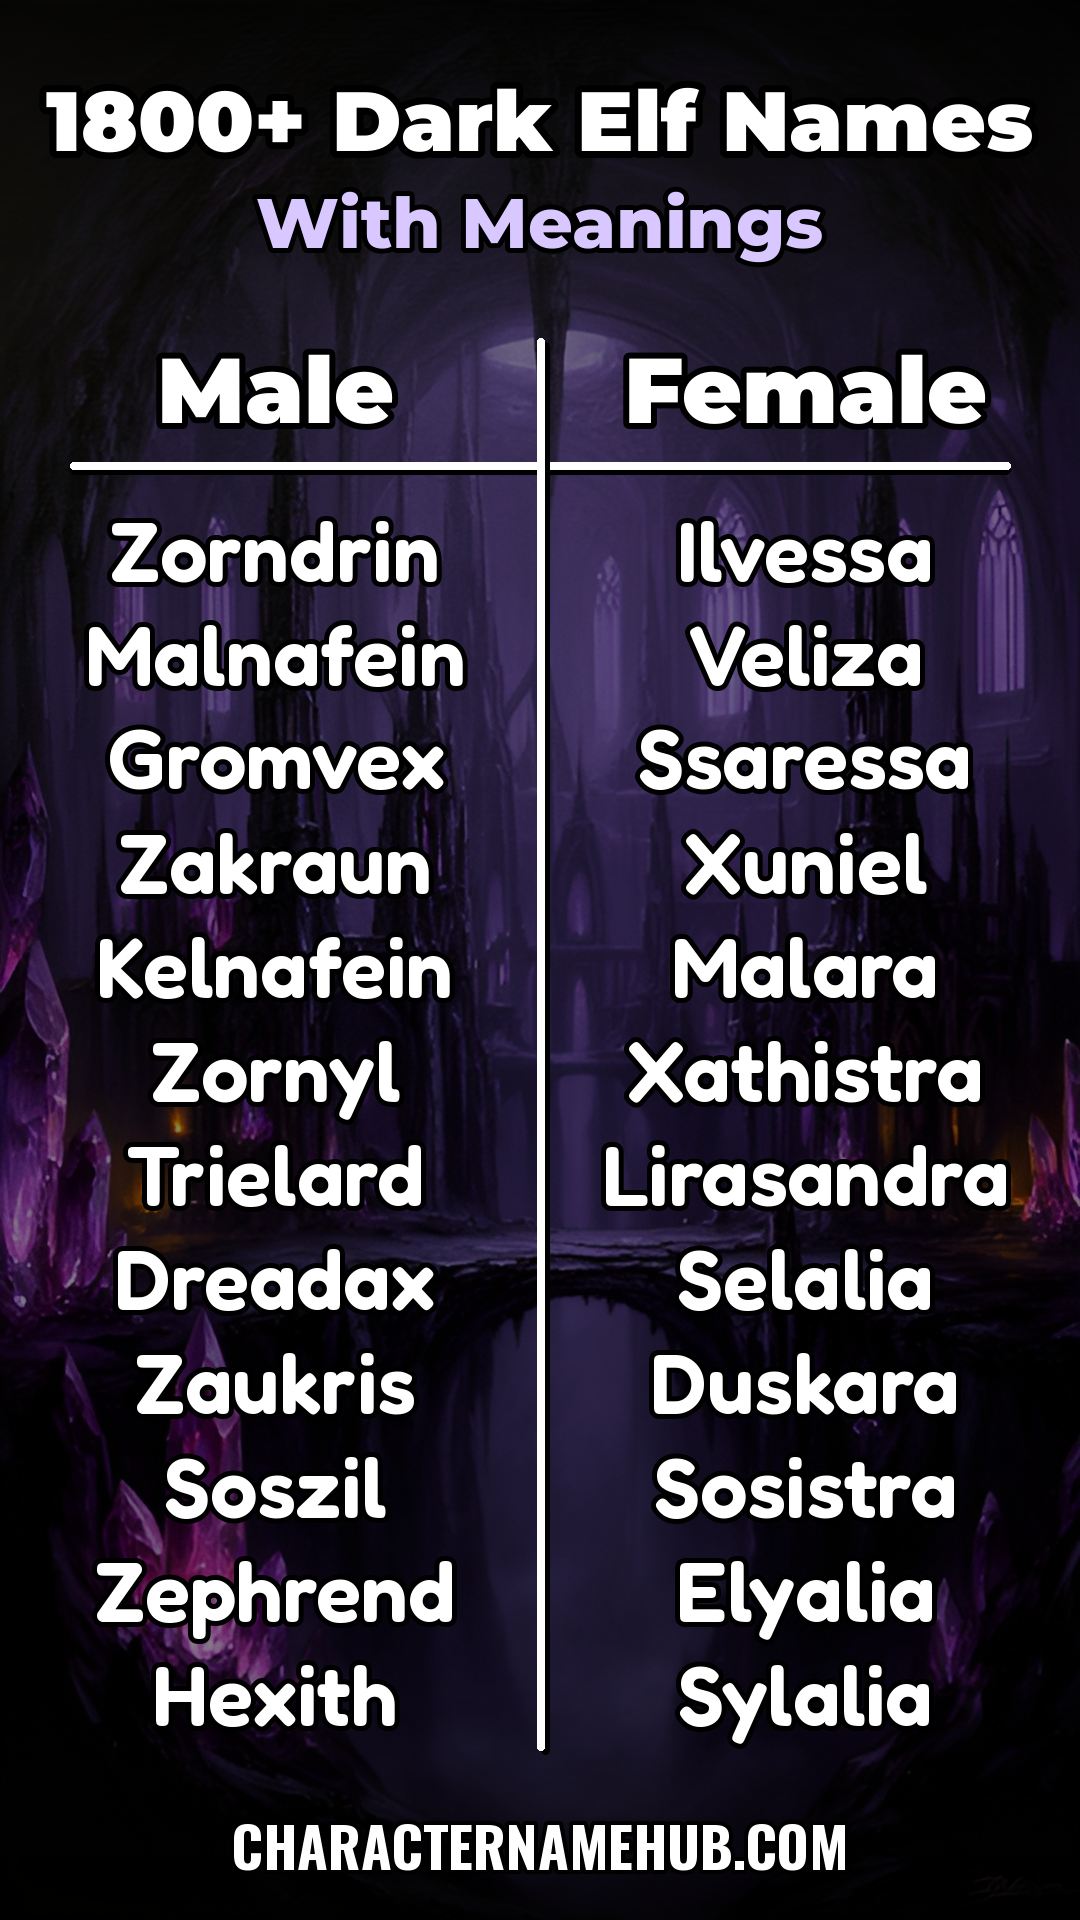 1800+ Dark Elf Names
With Meanings
Male Female
Zorndrin Ilvessa
Malnafein Veliza
Gromvex Ssaressa
Zakraun Xuniel
Kelnafein Malara
Zornyl Xathistra
Trielard Lirasandra
Dreadax Selalia
Zaukris Duskara
Soszil Sosistra
Zephrend Elyalia
Hexith Sylalia
CHARACTERNAMEHUB.COM